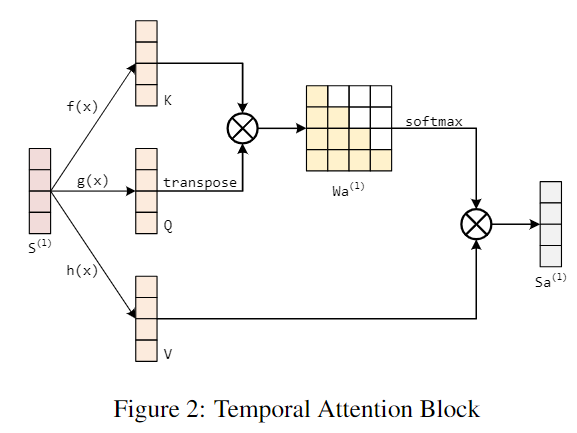 K
f(x)
softmax
g(x)
transpose
Wa(1)
Q
S(1)
h(x)
Sa(1)
V
Figure 2: Temporal Attention Block